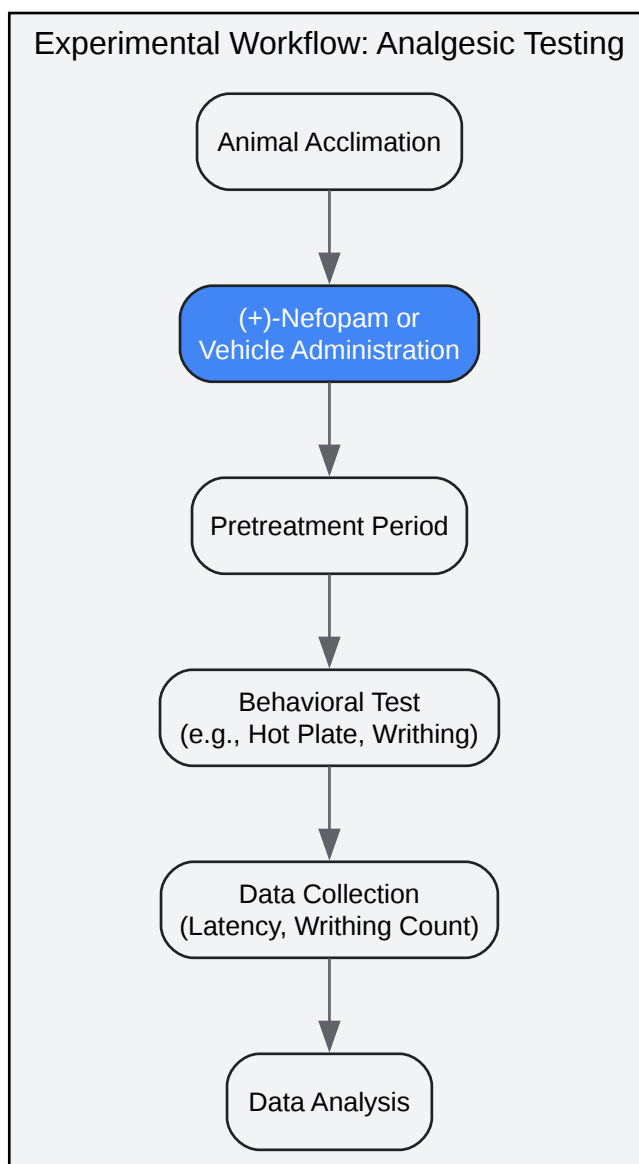 Experimental Workflow: Analgesic Testing
Animal Acclimation
(+)-Nefopam or
Vehicle Administration
Pretreatment Period
Behavioral Test
(e.g., Hot Plate, Writhing)
Data Collection
(Latency, Writhing Count)
Data Analysis